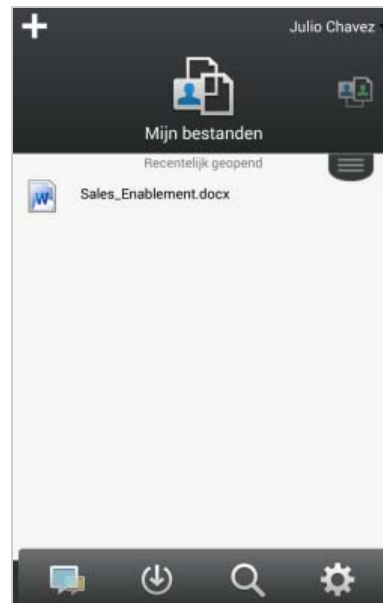 Julio Chavez
Mijn bestanden
Recentelijk geopend
Sales_Enablement.docx